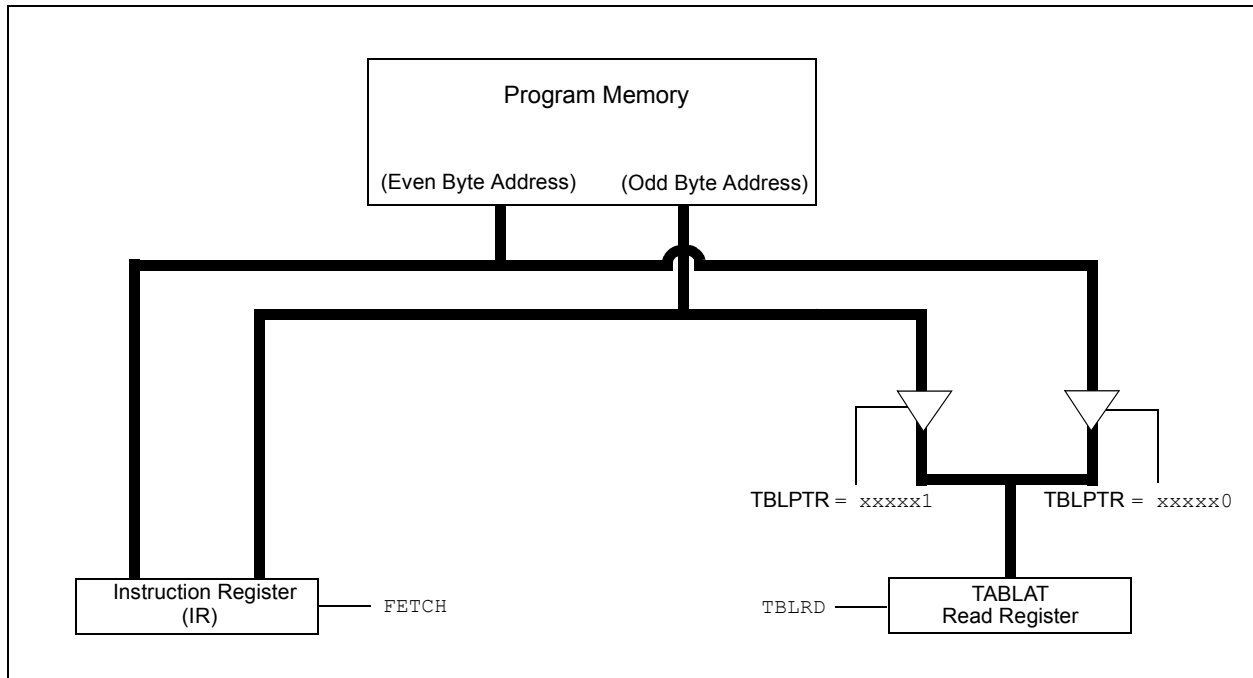 Program Memory
(Even Byte Address) (Odd Byte Address)
TBLPTR = xxxxx1
TBLPTR = xxxxx0
Instruction Register
(IR)
FETCH
TBLRD
TABLAT
Read Register